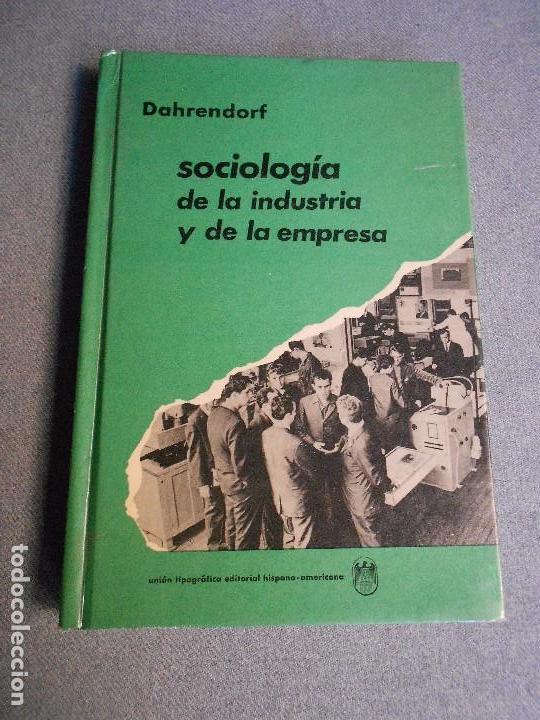 Dahrendorf
sociología
de la industria
y de la empresa
unión tipográfica editorial hispano-americana
todocoleccion